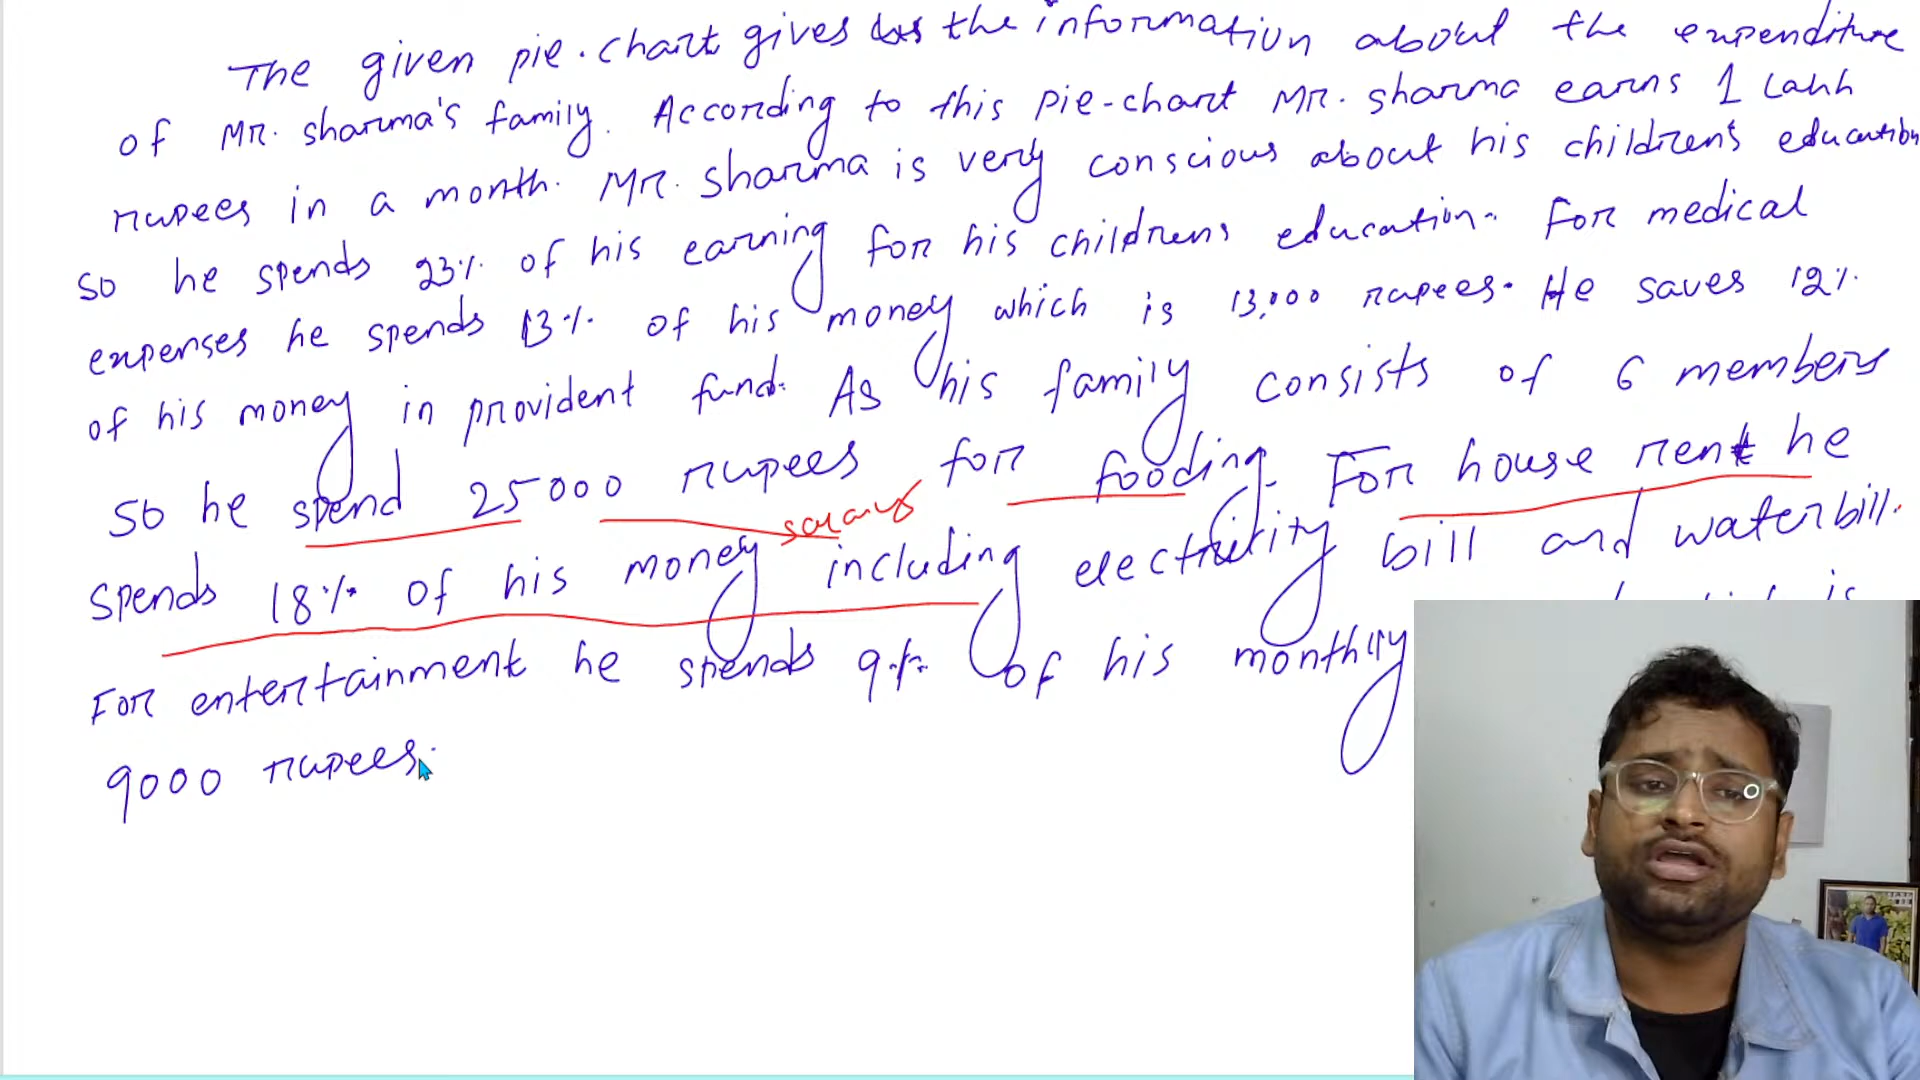 The given pie-chart gives us the information about the expenditure
of Mr. sharma's family. According to this pie-chart Mr. sharma earns 1 Lakh
rupees in a month. Mr. sharma is very conscious about his children's education
so he spends 23% of his earning for his childrens education. For medical
expenses he spends 13% of his money which is 13,000 rupees. He saves 12%
of his money in provident fund. As his family consists of 6 members
so he spend 25000 rupees for fooding. For house rent he
salary
spends 18% of his money including electricity bill and waterbill.
For entertainment he spends 9% of his monthly is
9000 rupees.